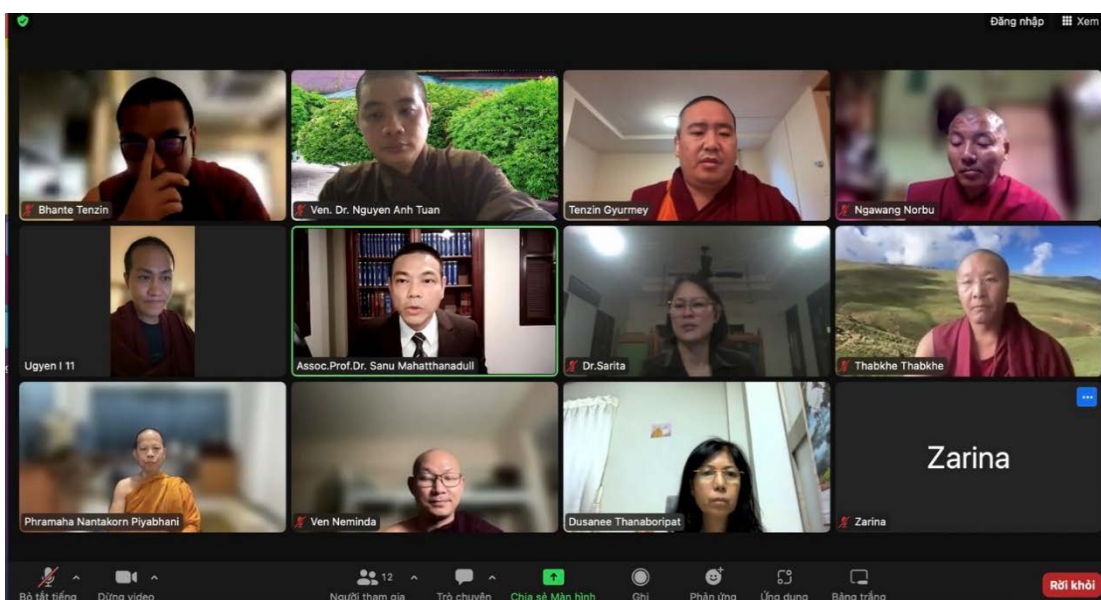 Đăng nhập
Xem
Bhante Tenzin
Ven. Dr. Nguyen Anh Tuan
Tenzin Gyurmey
Ngawang Norbu
Ugyen I 11
Assoc.Prof.Dr. Sanu Mahatthanadull
Dr.Sarita
Thabkhe Thabkhe
Phramaha Nantakorn Piyabhani
Ven Neminda
Dusanee Thanaboripat
Zarina
Zarina
Bỏ tắt tiếng
Dừng video
12
Người tham gia
Trò chuyện
Chia sẻ Màn hình
Ghi
Phản ứng
Ứng dụng
Bảng trắng
Rời khỏi